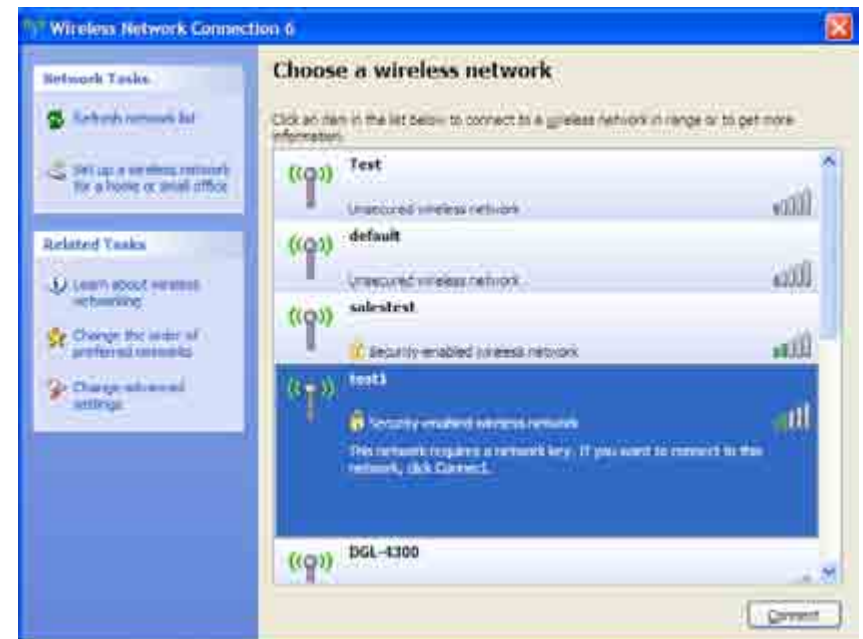 Wireless Network Connection 6
Network Tasks
Refresh network list
Set up a wireless network
for a home or small office
Related Tasks
Learn about wireless
networking
Change the order of
preferred networks
Change advanced
settings
Choose a wireless network
Click an item in the list below to connect to a wireless network in range or to get more
information.
Test
Unsecured wireless network
default
Unsecured wireless network
salestest
Security-enabled wireless network
test1
Security-enabled wireless network
This network requires a network key. If you want to connect to this
network, click Connect.
DGL-4300
Connect